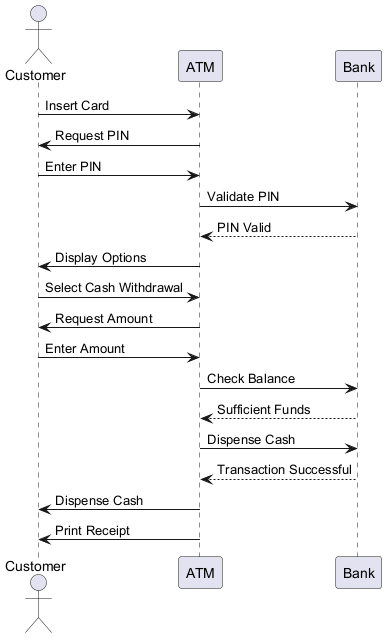 Customer
ATM
Bank
Insert Card
Request PIN
Enter PIN
Validate PIN
PIN Valid
Display Options
Select Cash Withdrawal
Request Amount
Enter Amount
Check Balance
Sufficient Funds
Dispense Cash
Transaction Successful
Dispense Cash
Print Receipt
Customer
ATM
Bank